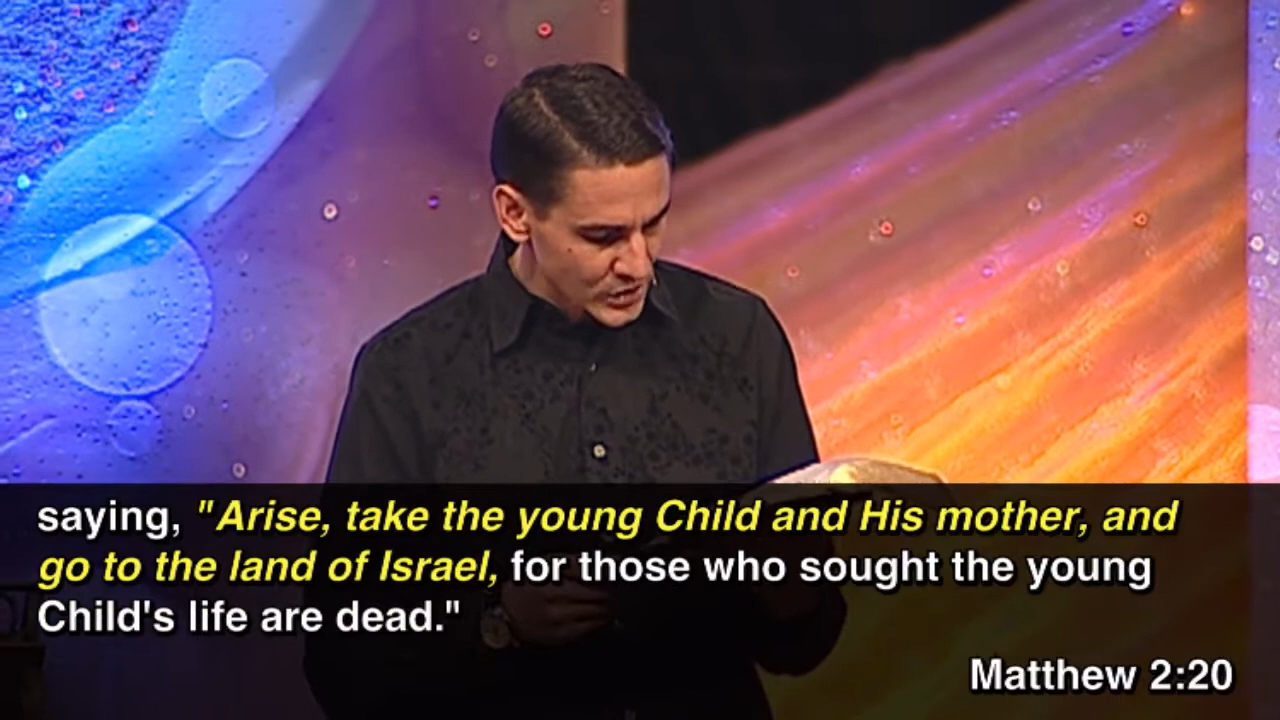 saying, "Arise, take the young Child and His mother, and
go to the land of Israel, for those who sought the young
Child's life are dead."
Matthew 2:20